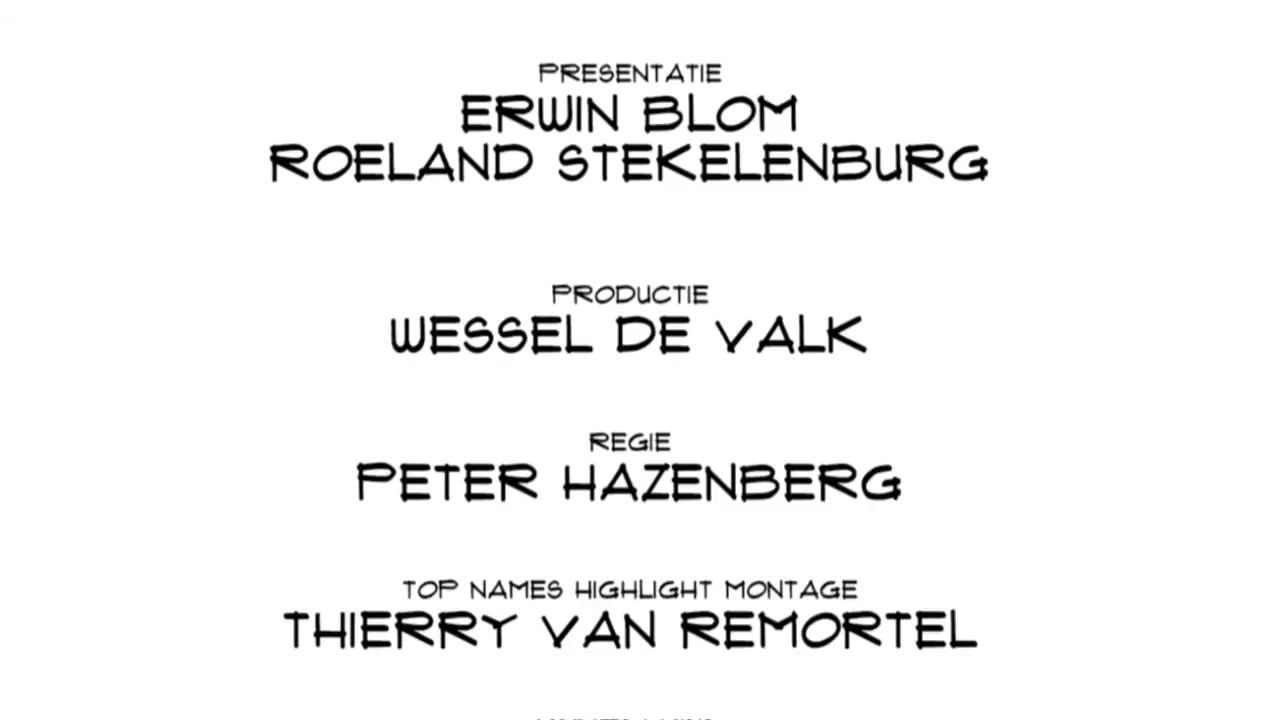 PRESENTATIE
ERWIN BLOM
ROELAND STEKELENBURG
PRODUCTIE
WESSEL DE VALK
REGIE
PETER HAZENBERG
TOP NAMES HIGHLIGHT MONTAGE
THIERRY VAN REMORTEL